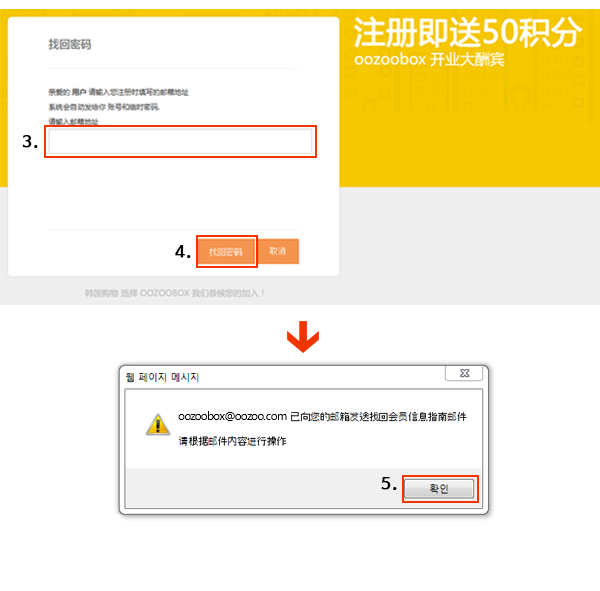 注册即送50积分
oozoobox 开业大酬宾
找回密码
亲爱的 用户 请输入您注册时填写的邮箱地址
系统会自动发给你 账号和临时密码.
请输入邮箱地址
3.
4.
找回密码
取消
韩国购物 选择 OOZOOBOX 我们恭候您的加入！
웹 페이지 메시지
oozoobox@oozoo.com 已向您的邮箱发送找回会员信息指南邮件
请根据邮件内容进行操作
5.
확인